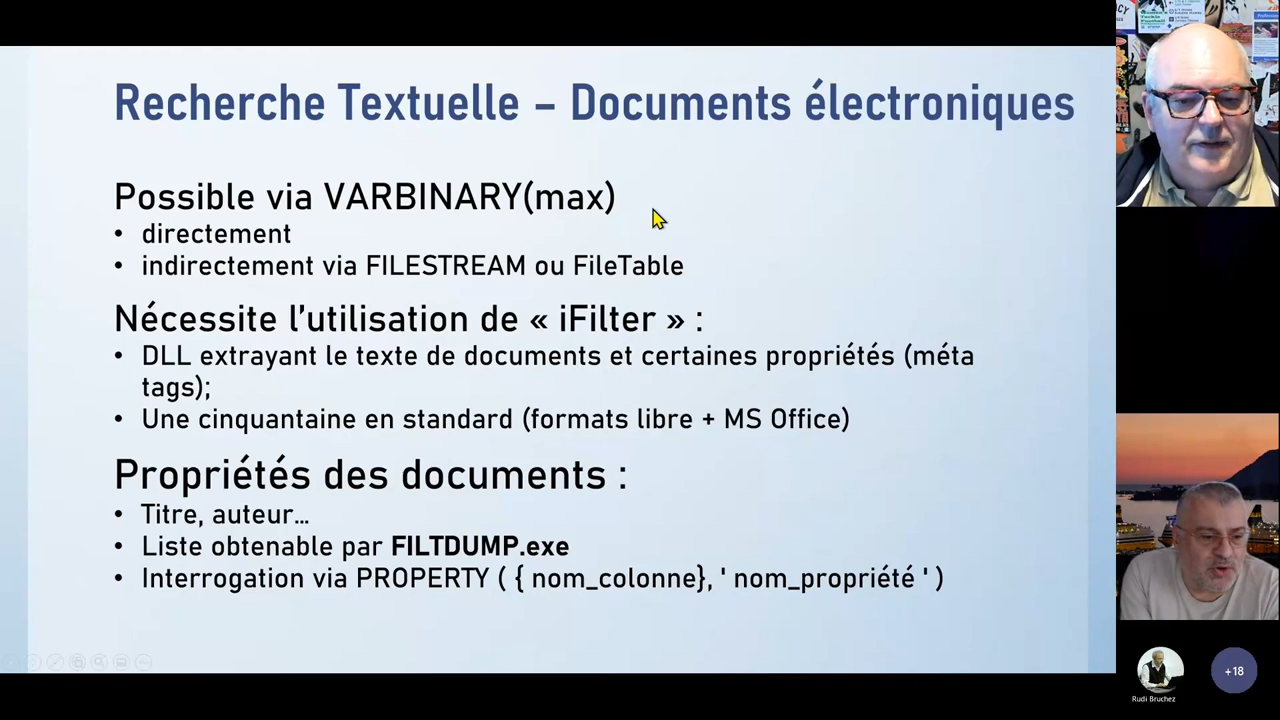 Recherche Textuelle – Documents électroniques
Possible via VARBINARY(max)
• directement
• indirectement via FILESTREAM ou FileTable
Nécessite l'utilisation de « iFilter » :
• DLL extrayant le texte de documents et certaines propriétés (méta
tags);
• Une cinquantaine en standard (formats libre + MS Office)
Propriétés des documents :
• Titre, auteur...
• Liste obtenable par FILTDUMP.exe
• Interrogation via PROPERTY ( { nom_colonne}, ' nom_propriété ' )
Rudi Bruchez
+18